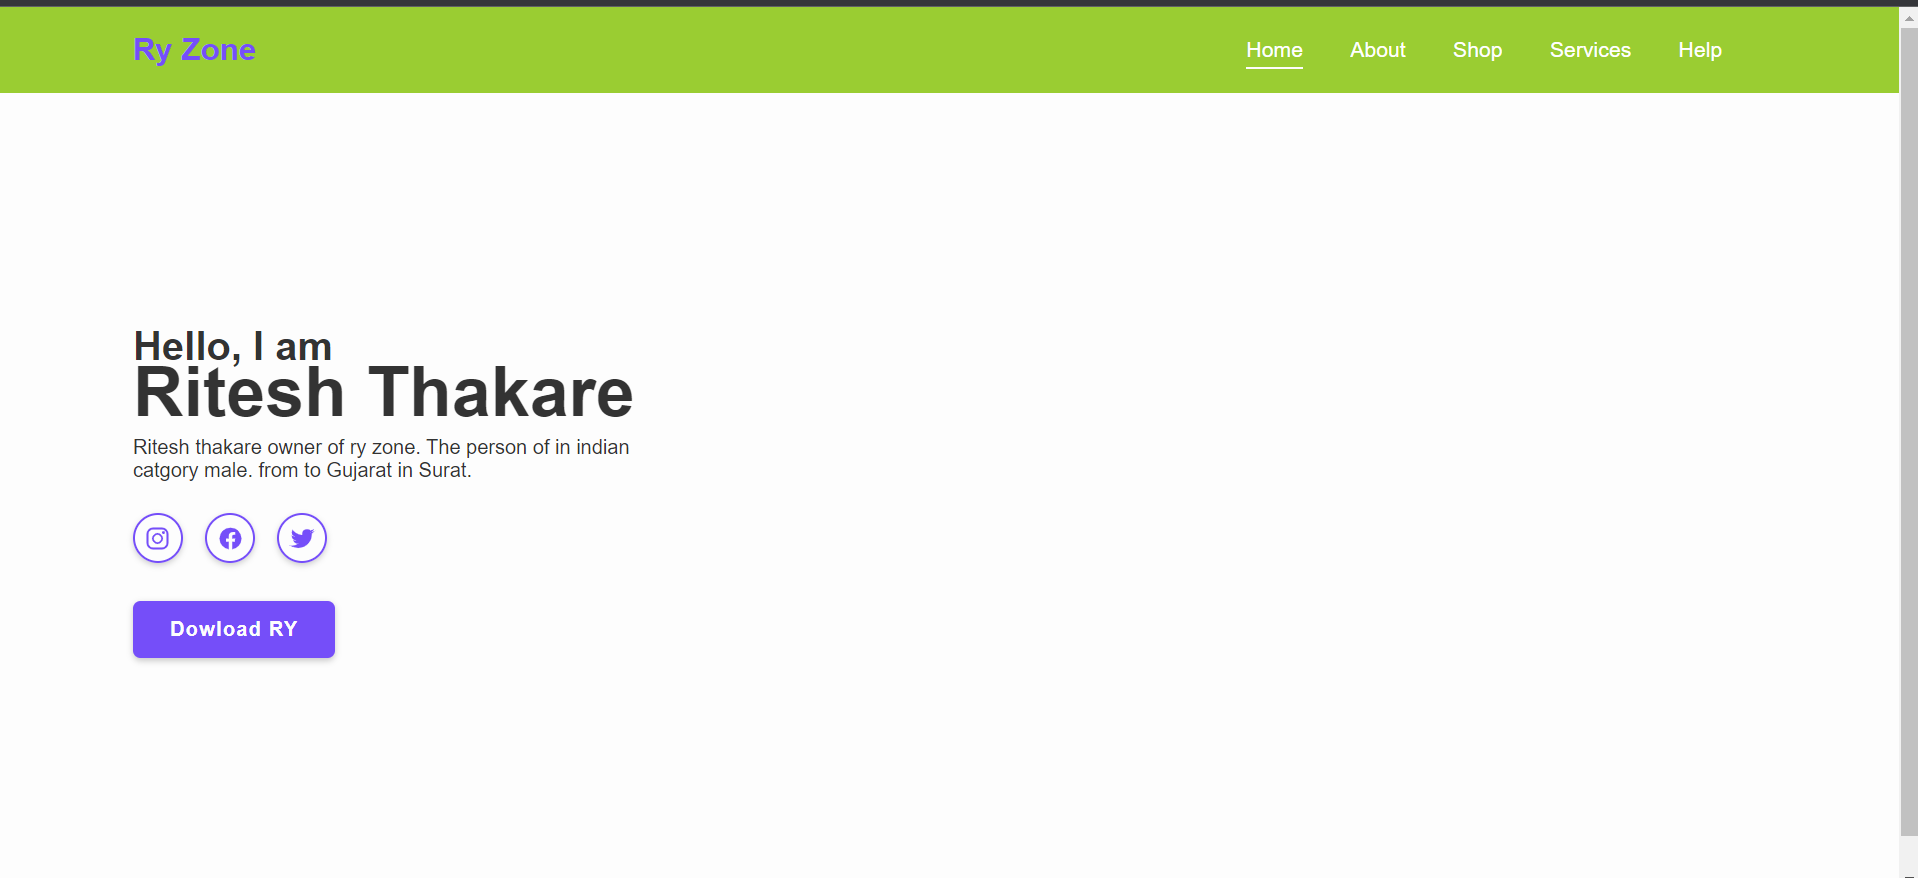 Ry Zone
Home About Shop Services Help
Hello, I am
Ritesh Thakare
Ritesh thakare owner of ry zone. The person of in indian
catgory male. from to Gujarat in Surat.
Dowload RY